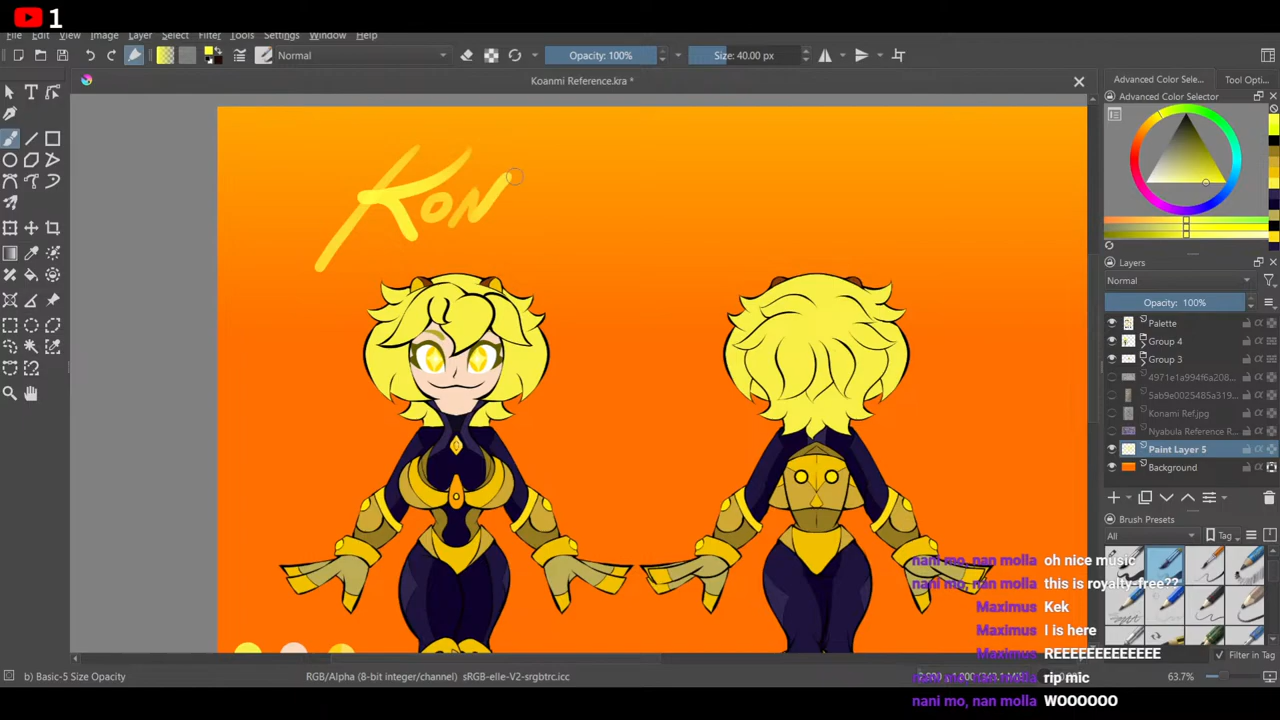 1
File Edit View Image Layer Select Filter Tools Settings Window Help
Normal Opacity: 100% Size: 40.00 px
Koanmi Reference.kra *
Advanced Color Sele... Tool Opti...
Advanced Color Selector
Kon
Layers
Normal
Opacity: 100%
Palette
Group 4
Group 3
4971e1a994f6a208...
5ab9e0025485a319...
Konami Ref.jpg
Nyabula Reference R...
Paint Layer 5
Background
Brush Presets
All Tag
nani mo, nan molla oh nice music
nani mo, nan molla this is royalty-free??
Maximus Kek
Maximus I is here
Maximus REEEEEEEEEEEEE
nani mo, nan molla rip mic
nani mo, nan molla WOOOOOO
Filter in Tag
b) Basic-5 Size Opacity
RGB/Alpha (8-bit integer/channel) sRGB-elle-V2-srgbtrc.icc
63.7%